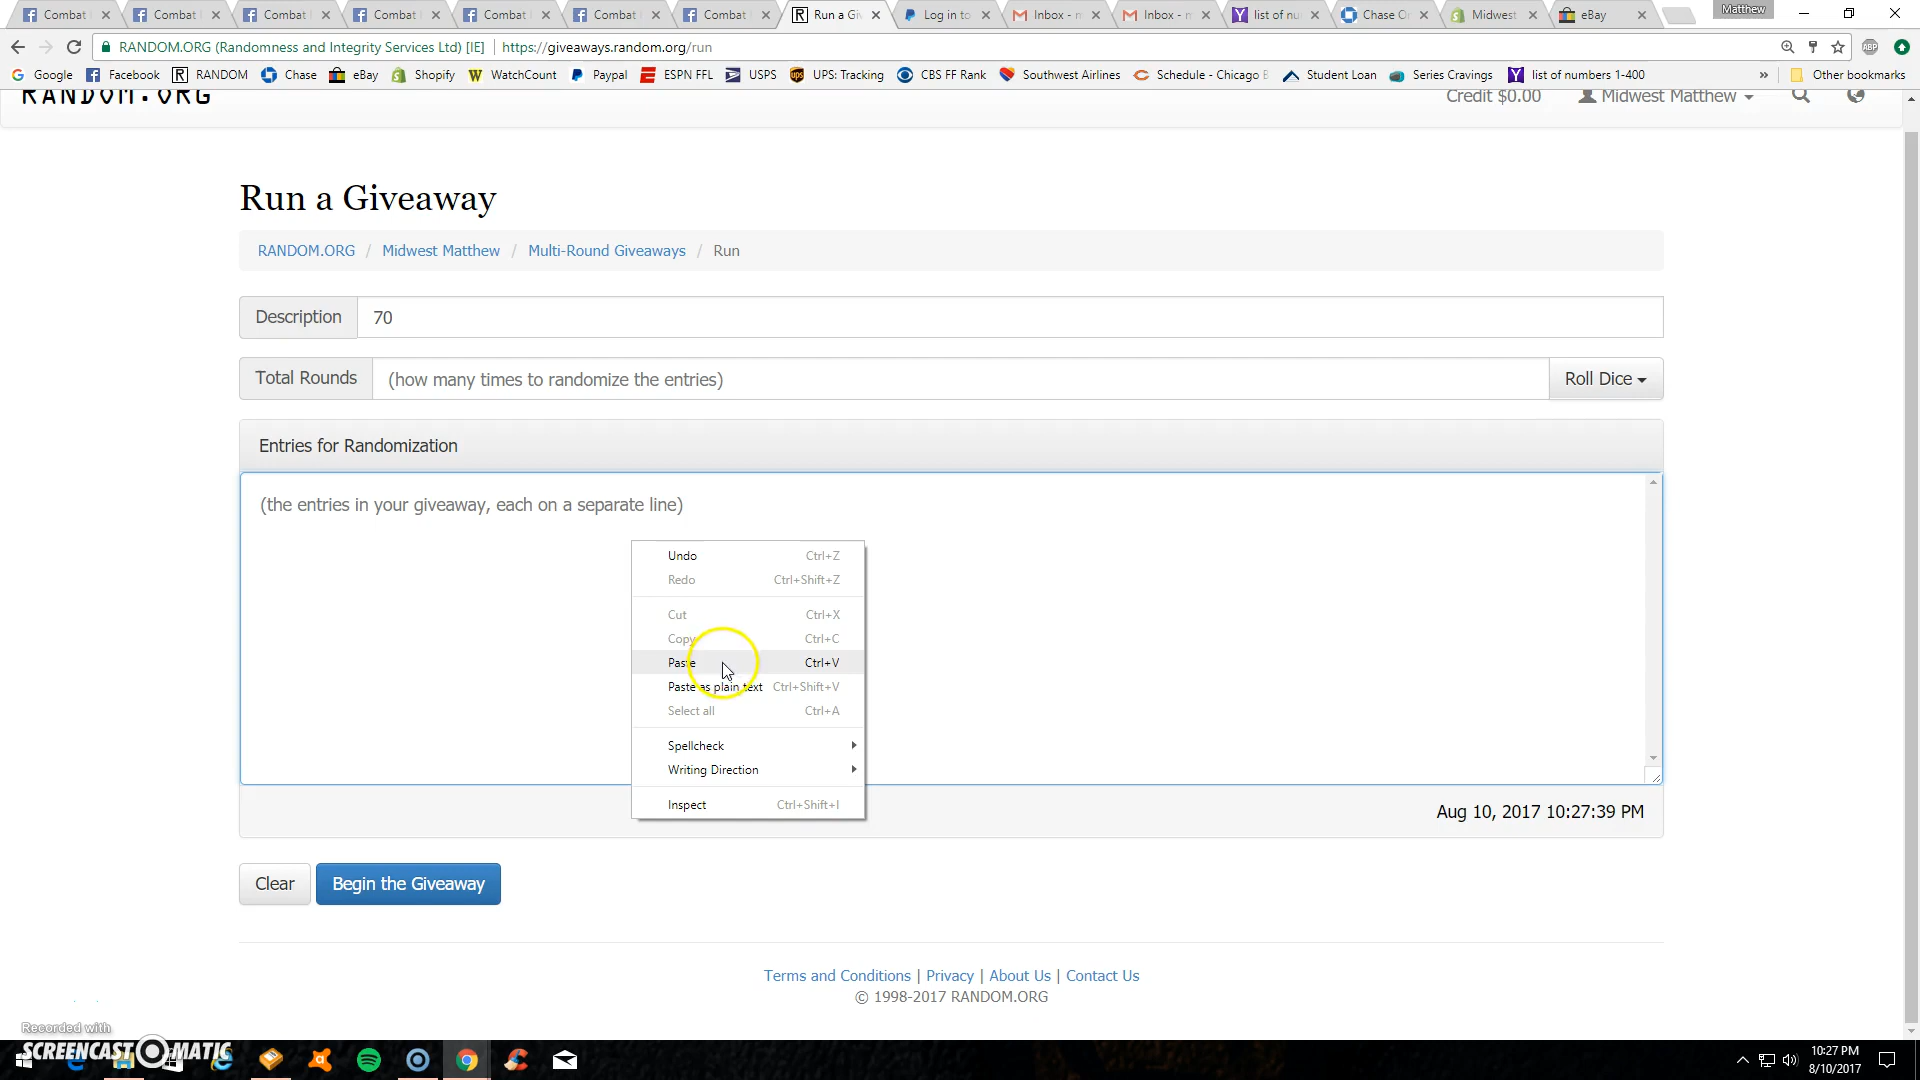 Combat
Combat
Combat
Combat
Combat
Combat
Combat
Run a Gi
Log in to
Inbox - m
Inbox - m
list of nu
Chase O
Midwest
eBay
Matthew
RANDOM.ORG (Randomness and Integrity Services Ltd) [IE] https://giveaways.random.org/run
ABP
Google Facebook RANDOM Chase eBay Shopify WatchCount Paypal ESPN FFL USPS UPS: Tracking CBS FF Rank Southwest Airlines Schedule - Chicago B Student Loan Series Cravings list of numbers 1-400 » Other bookmarks
RANDOM.ORG
Credit $0.00 Midwest Matthew
Run a Giveaway
RANDOM.ORG / Midwest Matthew / Multi-Round Giveaways / Run
Description 70
Total Rounds (how many times to randomize the entries) Roll Dice
Entries for Randomization
(the entries in your giveaway, each on a separate line)
Undo Ctrl+Z
Redo Ctrl+Shift+Z
Cut Ctrl+X
Copy Ctrl+C
Paste Ctrl+V
Paste as plain text Ctrl+Shift+V
Select all Ctrl+A
Spellcheck
Writing Direction
Inspect Ctrl+Shift+I
Aug 10, 2017 10:27:39 PM
Clear Begin the Giveaway
Terms and Conditions | Privacy | About Us | Contact Us
© 1998-2017 RANDOM.ORG
Recorded with
SCREENCAST-O-MATIC
10:27 PM
8/10/2017